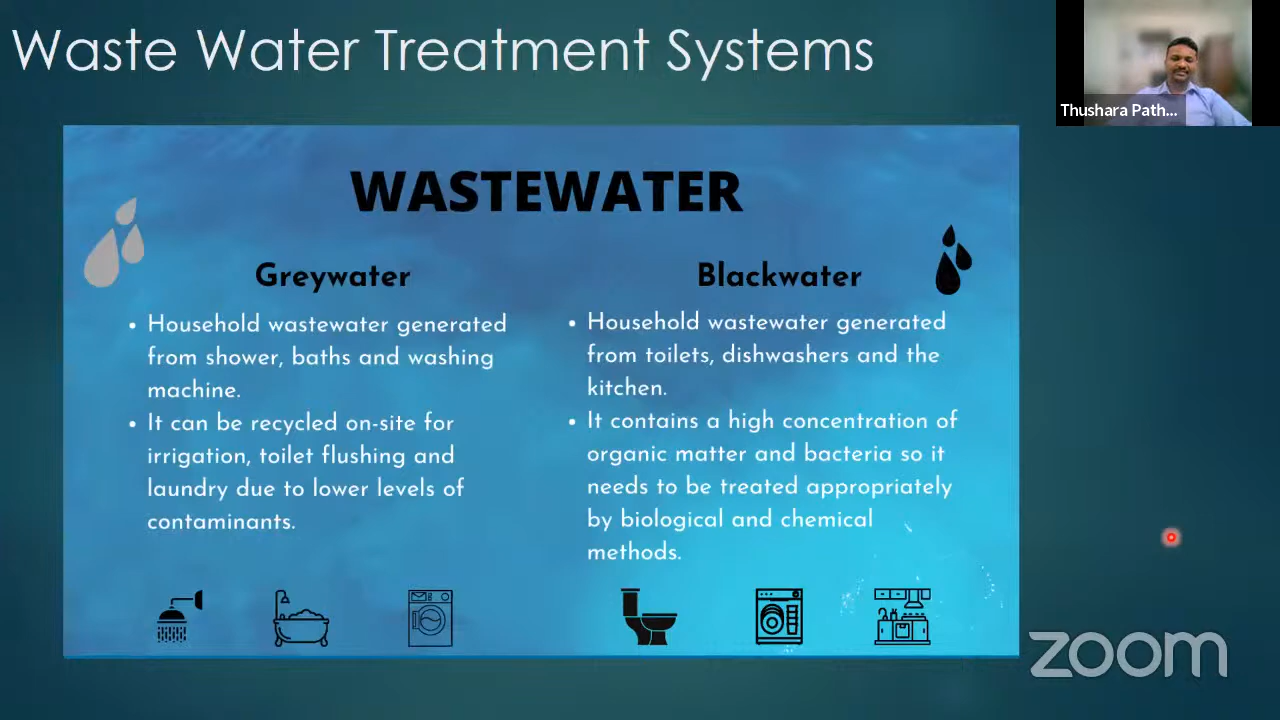 Waste Water Treatment Systems
Thushara Path...
WASTEWATER
Greywater
• Household wastewater generated
from shower, baths and washing
machine.
• It can be recycled on-site for
irrigation, toilet flushing and
laundry due to lower levels of
contaminants.
Blackwater
• Household wastewater generated
from toilets, dishwashers and the
kitchen.
• It contains a high concentration of
organic matter and bacteria so it
needs to be treated appropriately
by biological and chemical
methods.
zoom